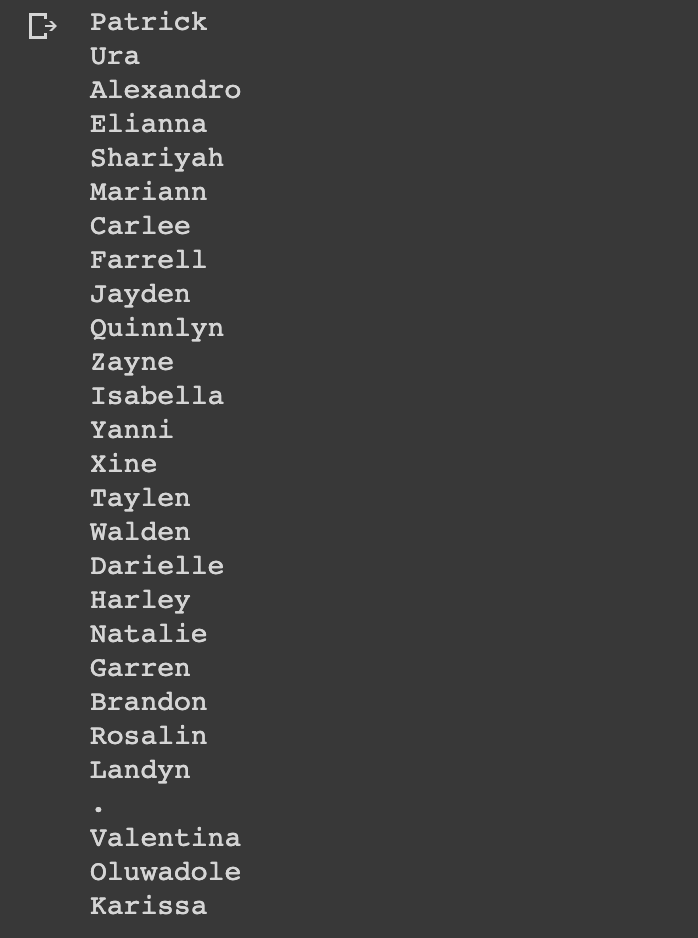 Patrick
Ura
Alexandro
Elianna
Shariyah
Mariann
Carlee
Farrell
Jayden
Quinnlyn
Zayne
Isabella
Yanni
Xine
Taylen
Walden
Darielle
Harley
Natalie
Garren
Brandon
Rosalin
Landyn
.
Valentina
Oluwadole
Karissa